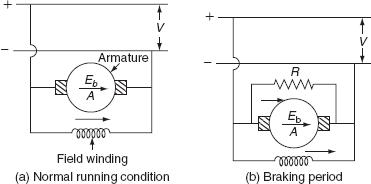 +
V
−
Armature
E_b
A
Field winding
(a) Normal running condition
+
V
−
R
E_b
A
(b) Braking period